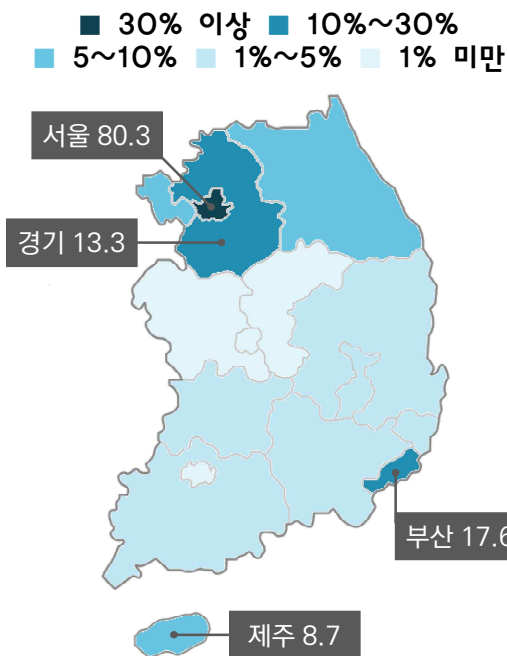 30% 이상 10%~30%
5~10% 1%~5% 1% 미만
서울 80.3
경기 13.3
부산 17.6
제주 8.7